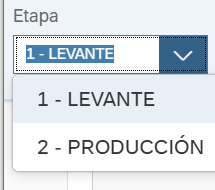 Etapa
1 - LEVANTE
1 - LEVANTE
2 - PRODUCCIÓN